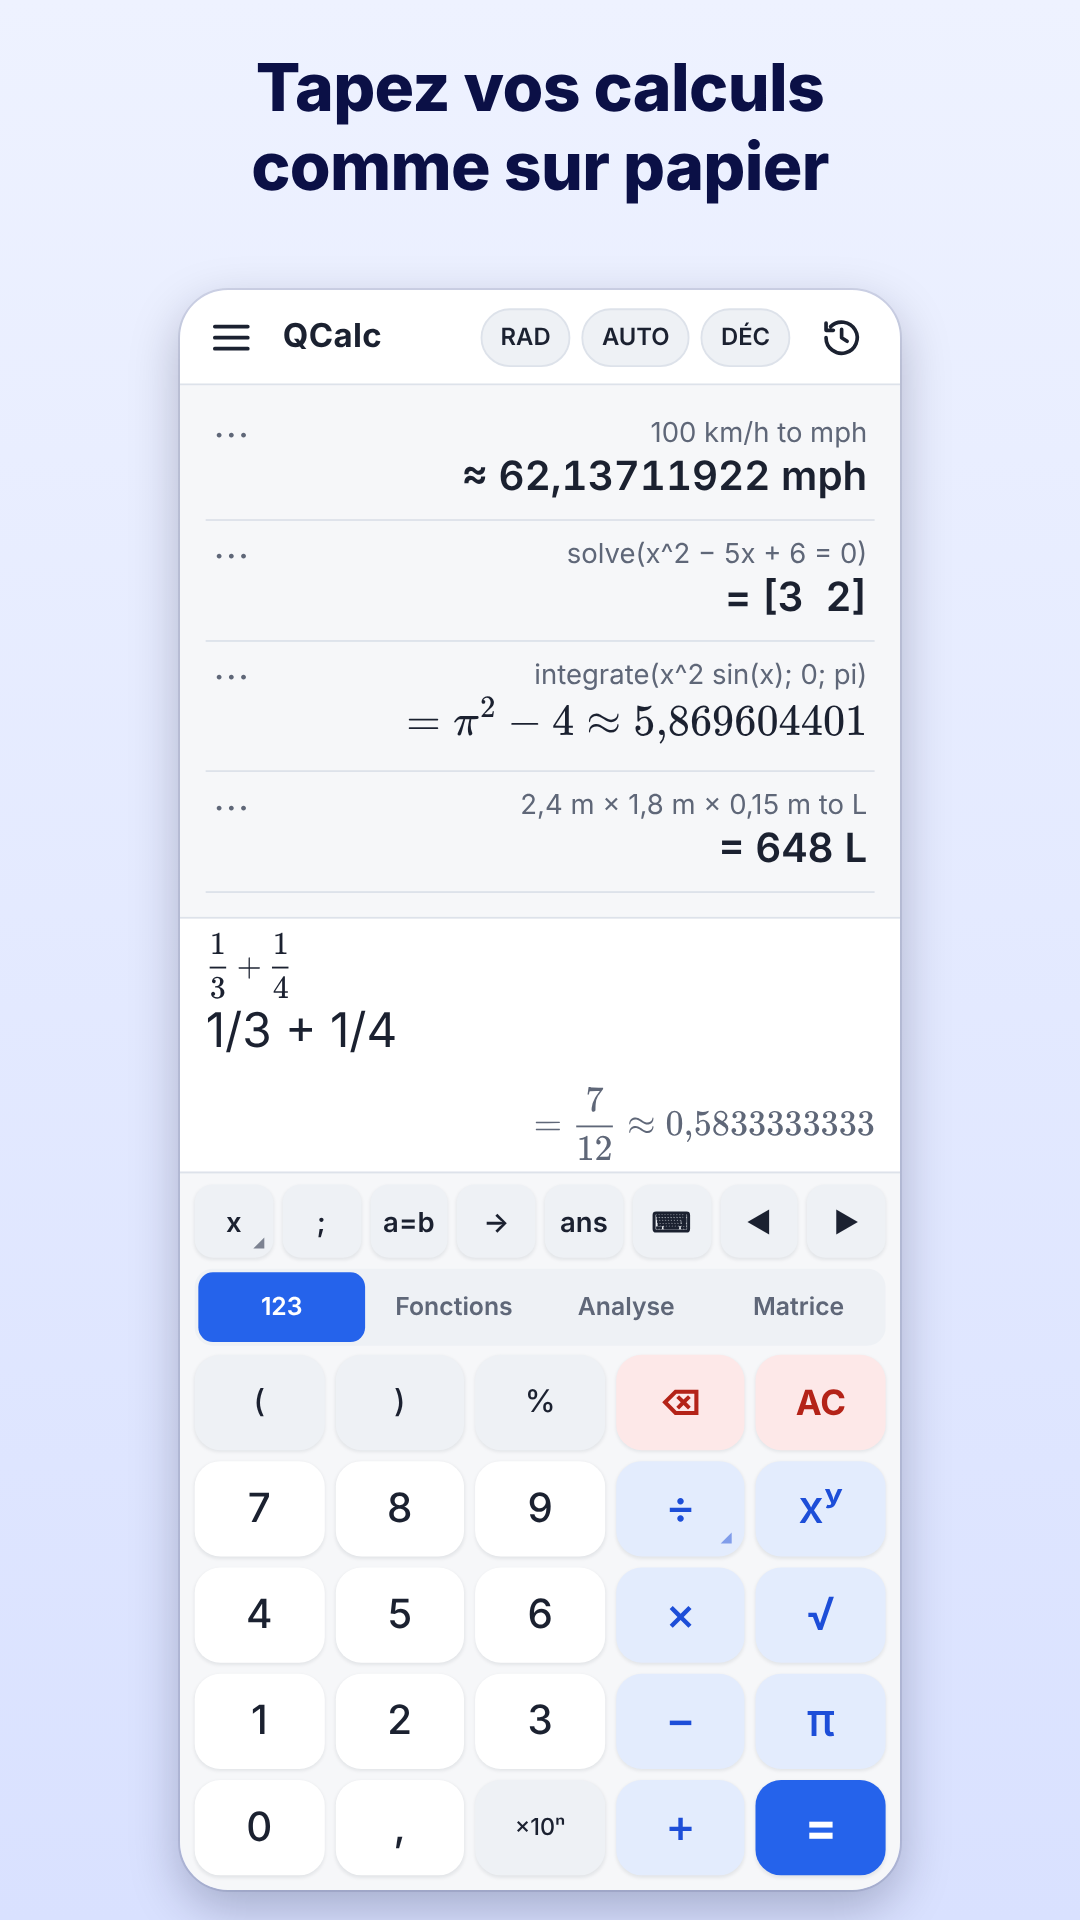 Tapez vos calculs
comme sur papier
QCalc RAD AUTO DÉC
... 100 km/h to mph
≈ 62,13711922 mph
... solve(x^2 − 5x + 6 = 0)
= [3 2]
... integrate(x^2 sin(x); 0; pi)
= π² − 4 ≈ 5,869604401
... 2,4 m × 1,8 m × 0,15 m to L
= 648 L
1/3 + 1/4
1/3 + 1/4
= 7/12 ≈ 0,5833333333
x ; a=b → ans ⌨ ◀ ▶
123 Fonctions Analyse Matrice
( ) % ⌫ AC
7 8 9 ÷ xʸ
4 5 6 × √
1 2 3 − π
0 , ×10ⁿ + =